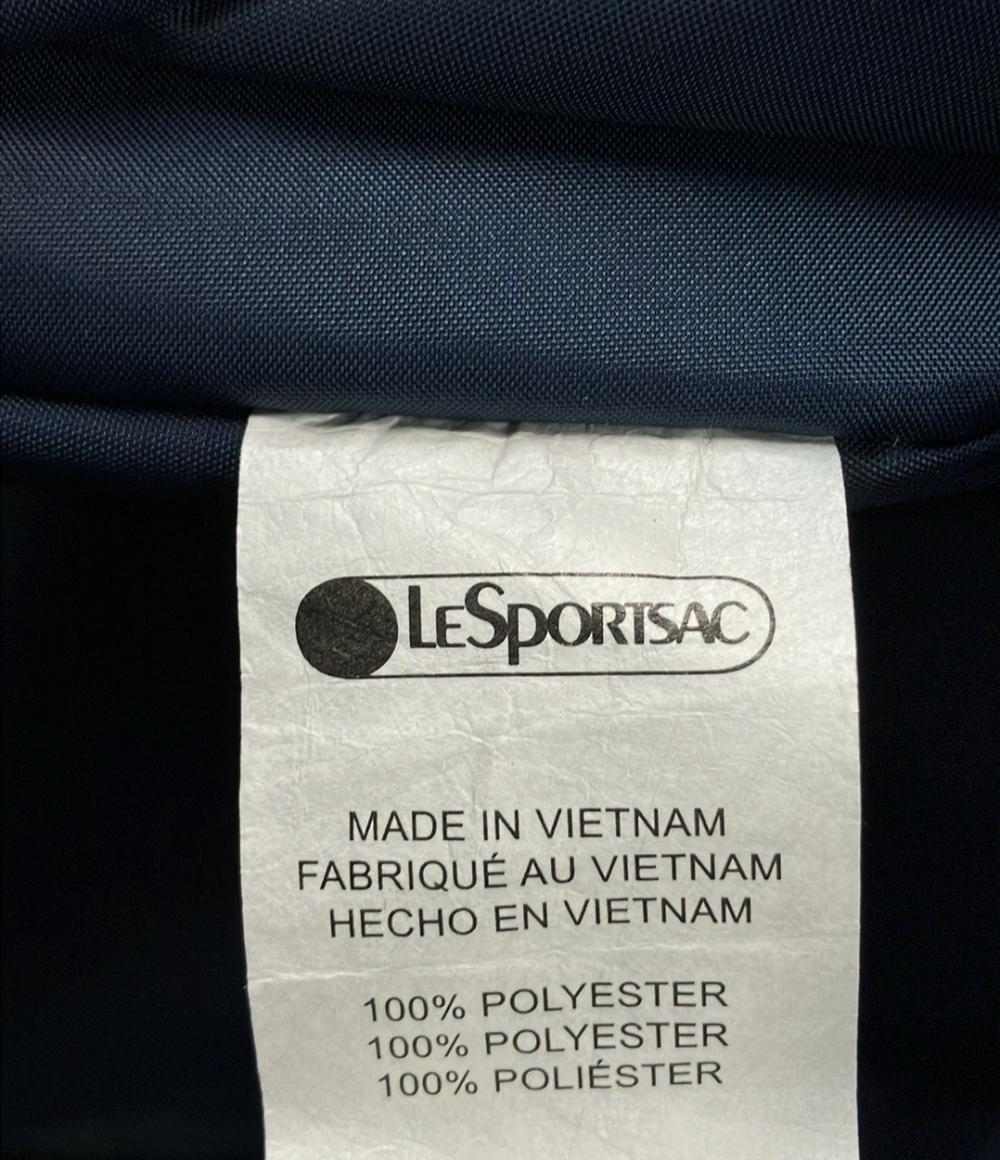 LESPORTSAC
MADE IN VIETNAM
FABRIQUÉ AU VIETNAM
HECHO EN VIETNAM
100% POLYESTER
100% POLYESTER
100% POLIÉSTER